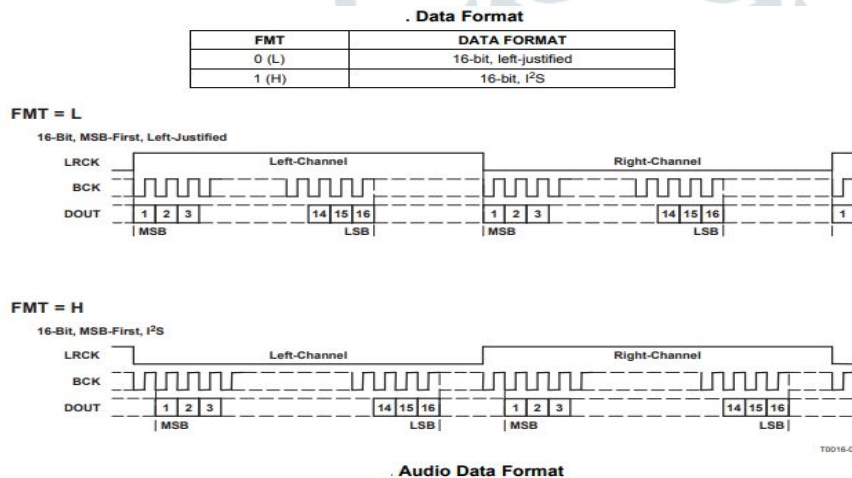 . Data Format
FMT DATA FORMAT
0 (L) 16-bit, left-justified
1 (H) 16-bit, I²S
FMT = L
16-Bit, MSB-First, Left-Justified
LRCK Left-Channel Right-Channel
BCK
DOUT 1 2 3 14 15 16 1 2 3 14 15 16 1
MSB LSB MSB LSB
FMT = H
16-Bit, MSB-First, I²S
LRCK Left-Channel Right-Channel
BCK
DOUT 1 2 3 14 15 16 1 2 3 14 15 16
MSB LSB MSB LSB
T0016-0
. Audio Data Format